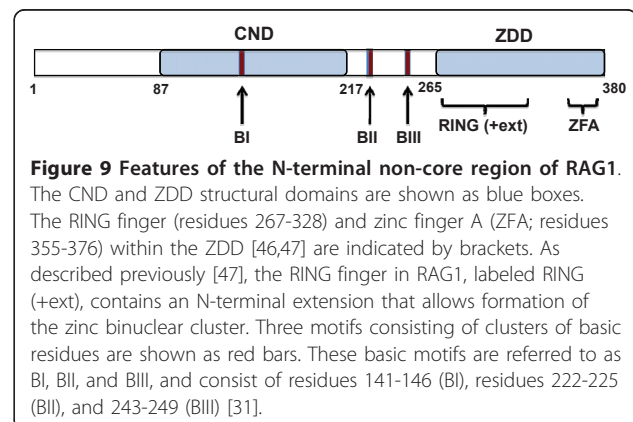 CND ZDD
1 87 217 265 380
BI BII BIII RING (+ext) ZFA
Figure 9 Features of the N-terminal non-core region of RAG1.
The CND and ZDD structural domains are shown as blue boxes.
The RING finger (residues 267-328) and zinc finger A (ZFA; residues
355-376) within the ZDD [46,47] are indicated by brackets. As
described previously [47], the RING finger in RAG1, labeled RING
(+ext), contains an N-terminal extension that allows formation of
the zinc binuclear cluster. Three motifs consisting of clusters of basic
residues are shown as red bars. These basic motifs are referred to as
BI, BII, and BIII, and consist of residues 141-146 (BI), residues 222-225
(BII), and 243-249 (BIII) [31].